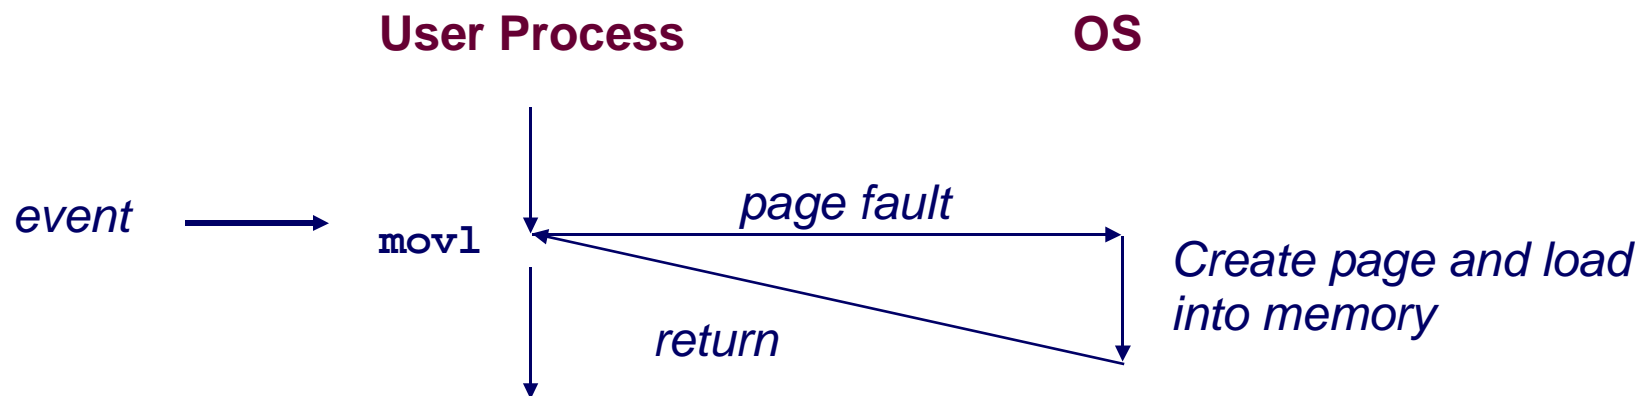 User Process
OS
event
movl
page fault
Create page and load
into memory
return